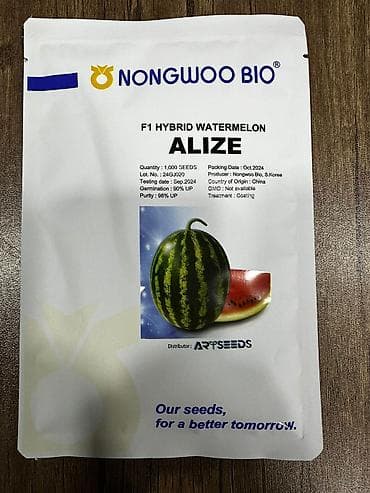 NONGWOO BIO®
F1 HYBRID WATERMELON
ALIZE
Quantity : 1,000 SEEDS Packing Date : Oct.2024
Lot. No. : 24GJ020 Producer : Nongwoo Bio, S.Korea
Testing date : Sep.2024 Country of Origin : China
Germination : 90% UP GMO : Not available
Purity : 98% UP Treatment : Coating
Distributor : ARTSEEDS
Our seeds,
for a better tomorrow.